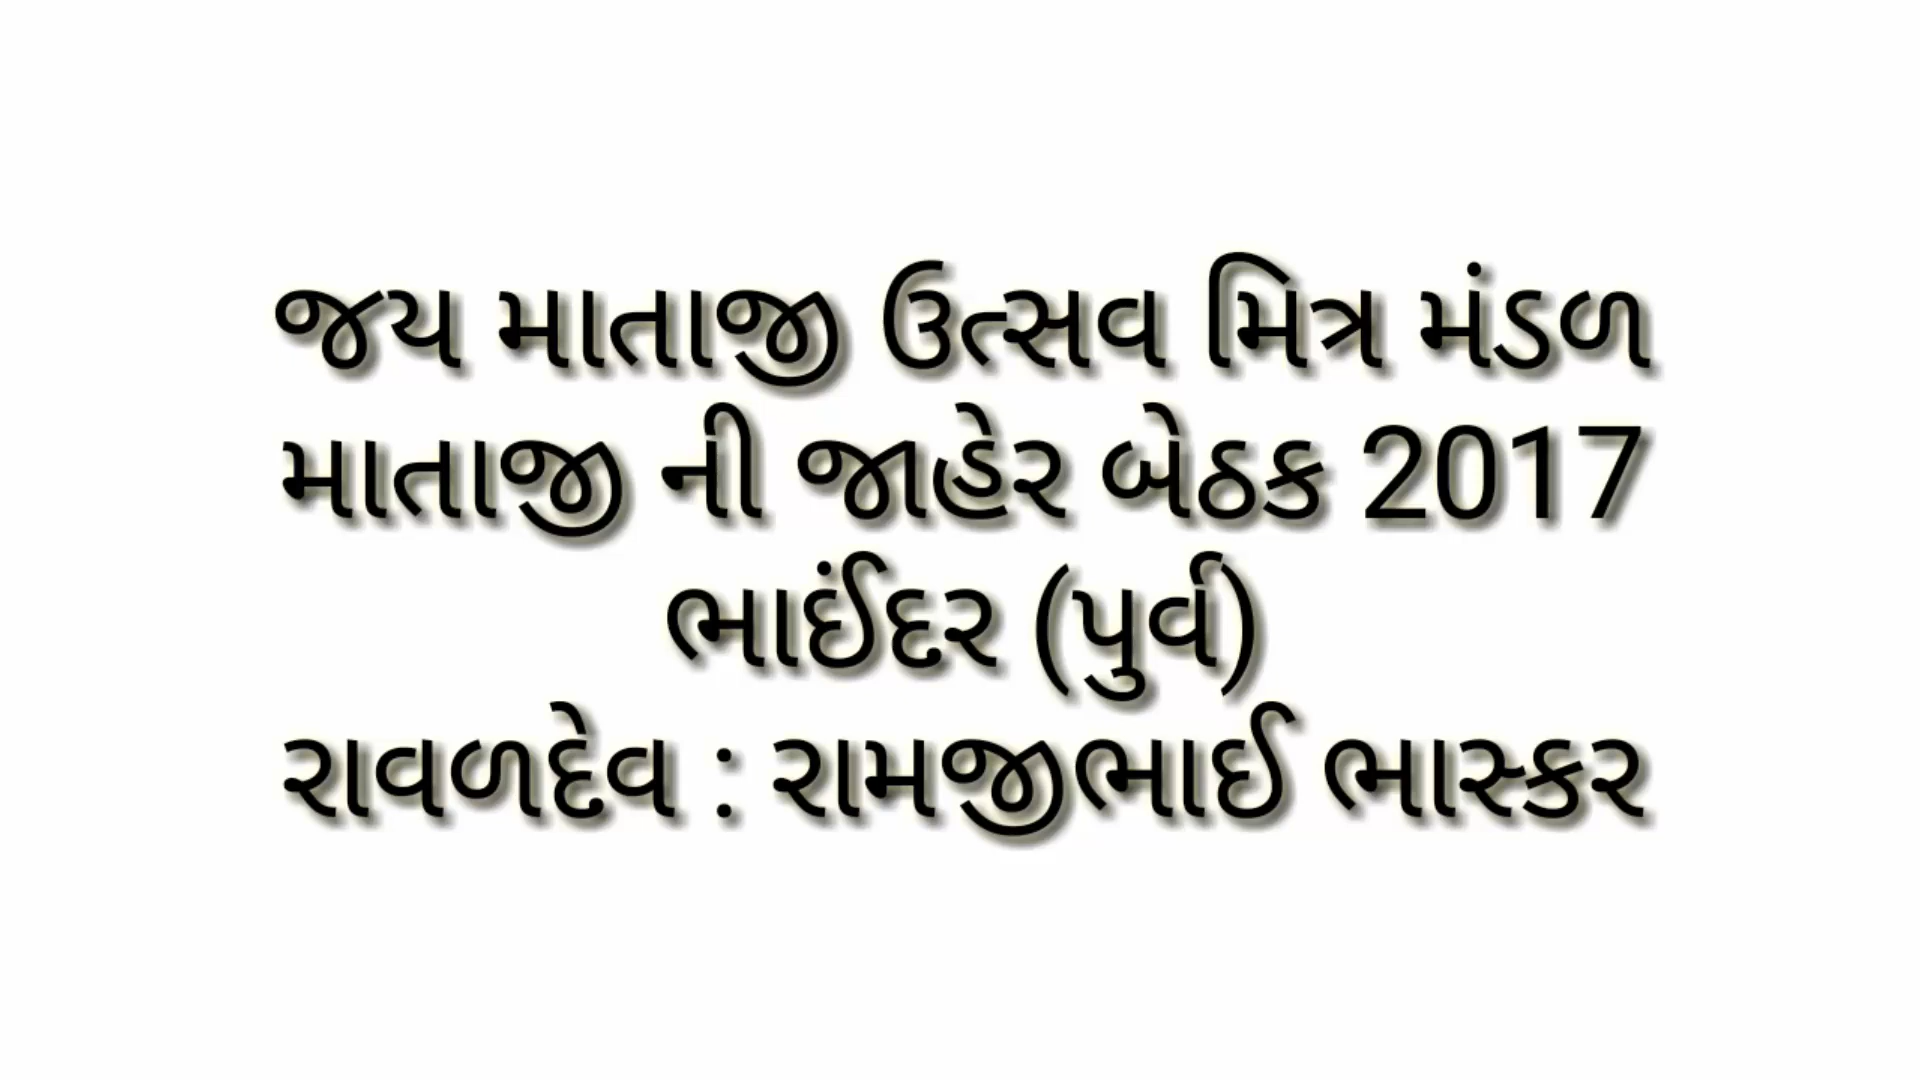 જય માતાજી ઉત્સવ મિત્ર મંડળ
માતાજી ની જાહેર બેઠક 2017
ભાઈંદર (પુર્વ)
રાવળદેવ : રામજીભાઈ ભાસ્કર